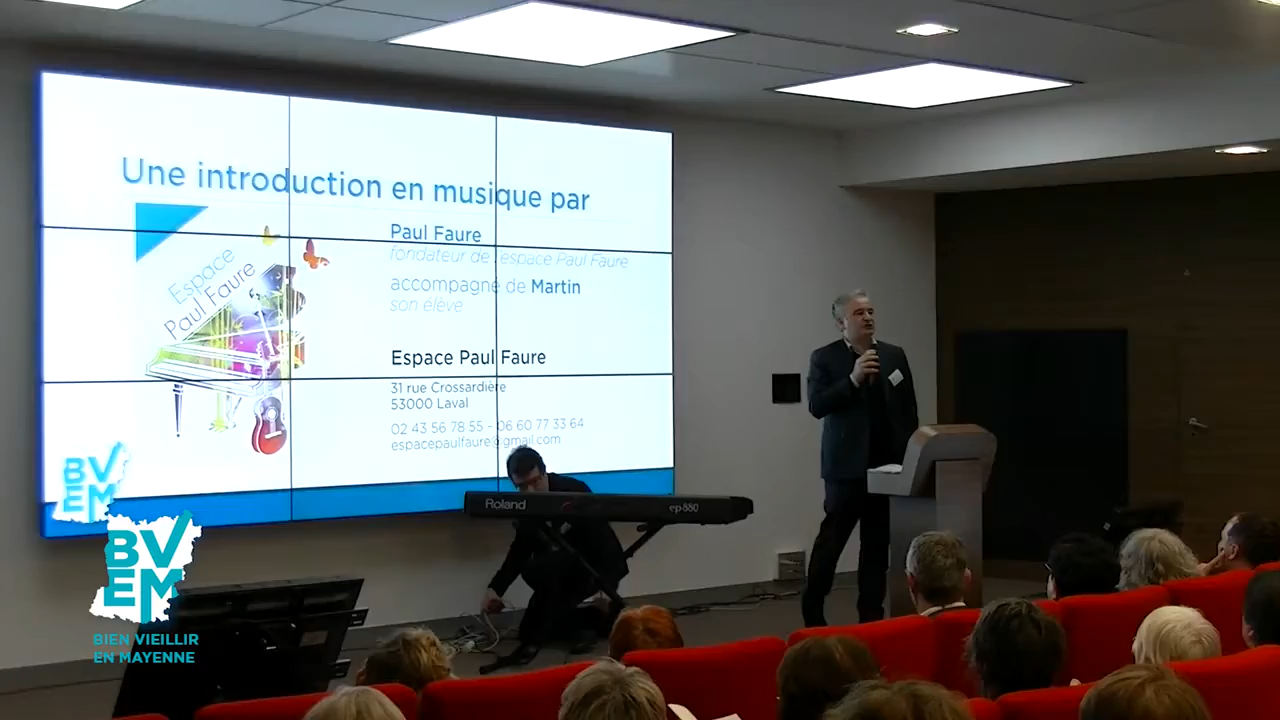 Une introduction en musique par
Espace
Paul Faure
Paul Faure
fondateur de l'espace Paul Faure
accompagné de Martin
son élève
Espace Paul Faure
31 rue Crossardière
53000 Laval
02 43 56 78 55 - 06 60 77 33 64
espacepaulfaure@gmail.com
BV
EM
Roland
ep-880
BV
EM
BIEN VIEILLIR
EN MAYENNE